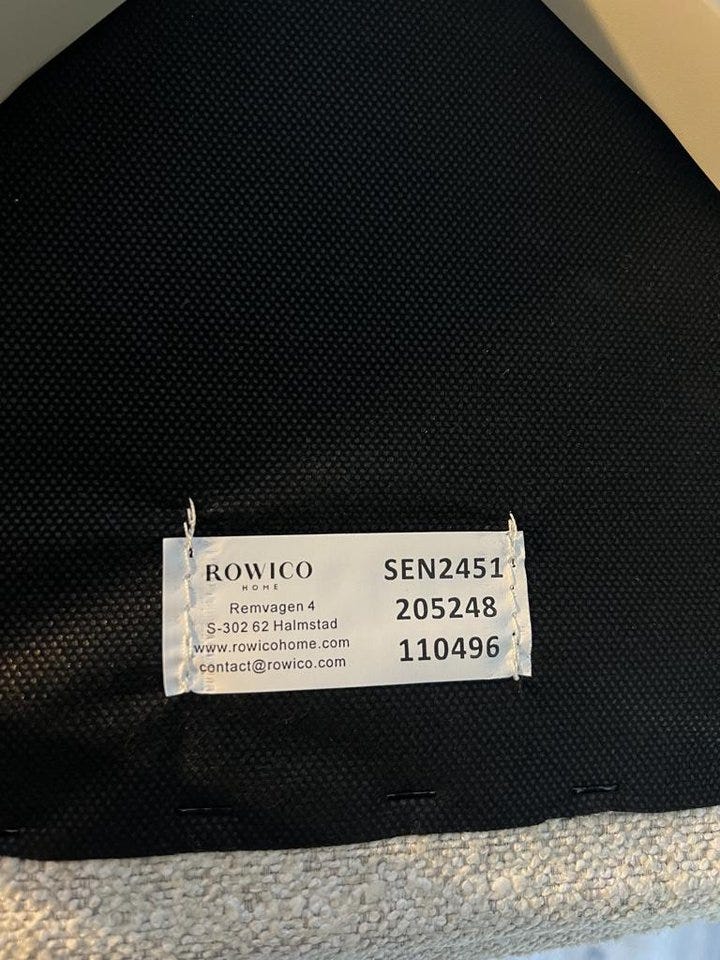 ROWICO
HOME
Remvagen 4
S-302 62 Halmstad
www.rowicohome.com
contact@rowico.com
SEN2451
205248
110496